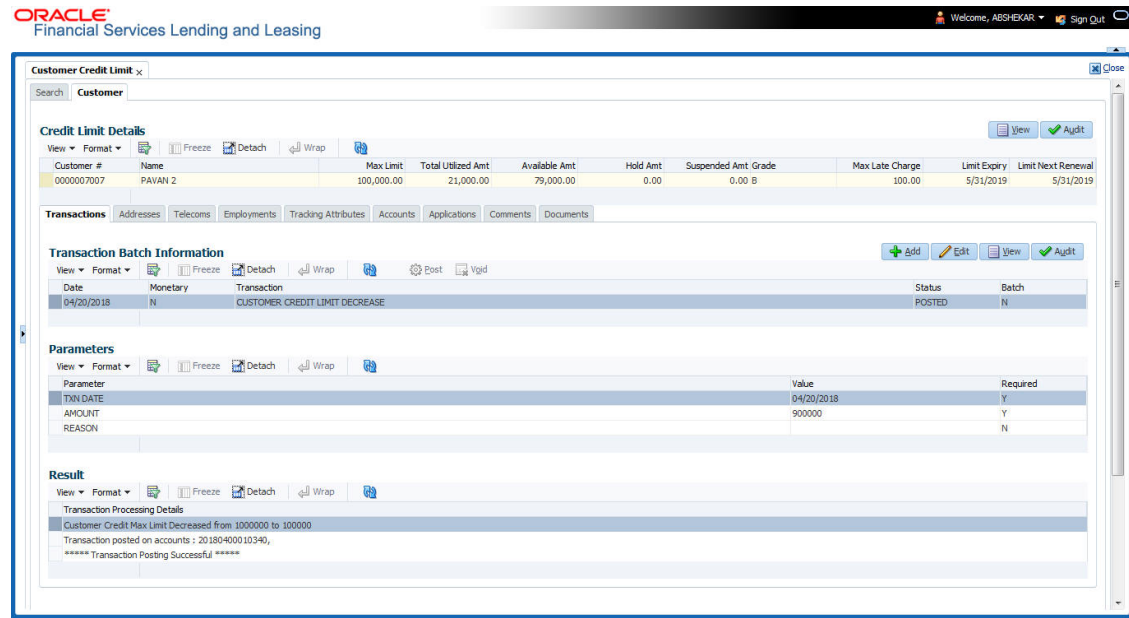 ORACLE®
Financial Services Lending and Leasing
Welcome, ABSHEKAR Sign Out
Customer Credit Limit x
Close
Search Customer
Credit Limit Details
View Audit
View Format Freeze Detach Wrap
Customer # Name Max Limit Total Utilized Amt Available Amt Hold Amt Suspended Amt Grade Max Late Charge Limit Expiry Limit Next Renewal
0000007007 PAVAN 2 100,000.00 21,000.00 79,000.00 0.00 0.00 B 100.00 5/31/2019 5/31/2019
Transactions Addresses Telecoms Employments Tracking Attributes Accounts Applications Comments Documents
Transaction Batch Information
Add Edit View Audit
View Format Freeze Detach Wrap Post Void
Date Monetary Transaction Status Batch
04/20/2018 N CUSTOMER CREDIT LIMIT DECREASE POSTED N
Parameters
View Format Freeze Detach Wrap
Parameter Value Required
TXN DATE 04/20/2018 Y
AMOUNT 900000 Y
REASON N
Result
View Format Freeze Detach Wrap
Transaction Processing Details
Customer Credit Max Limit Decreased from 1000000 to 100000
Transaction posted on accounts : 20180400010340,
***** Transaction Posting Successful *****